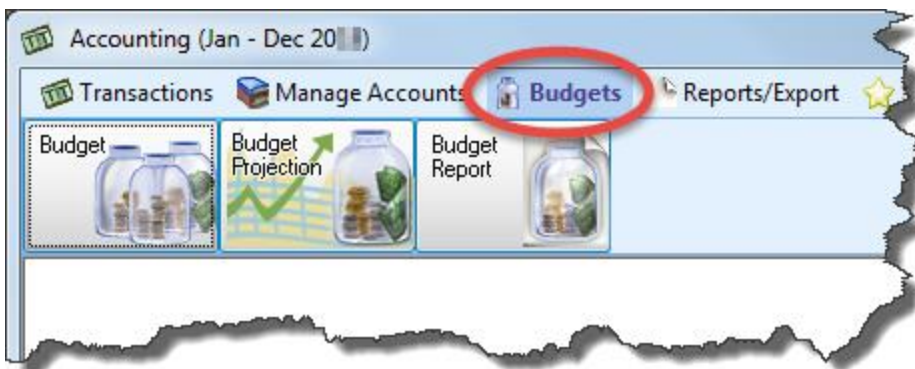 Accounting (Jan - Dec 20
Transactions Manage Accounts Budgets Reports/Export
Budget Budget Budget
Projection Report